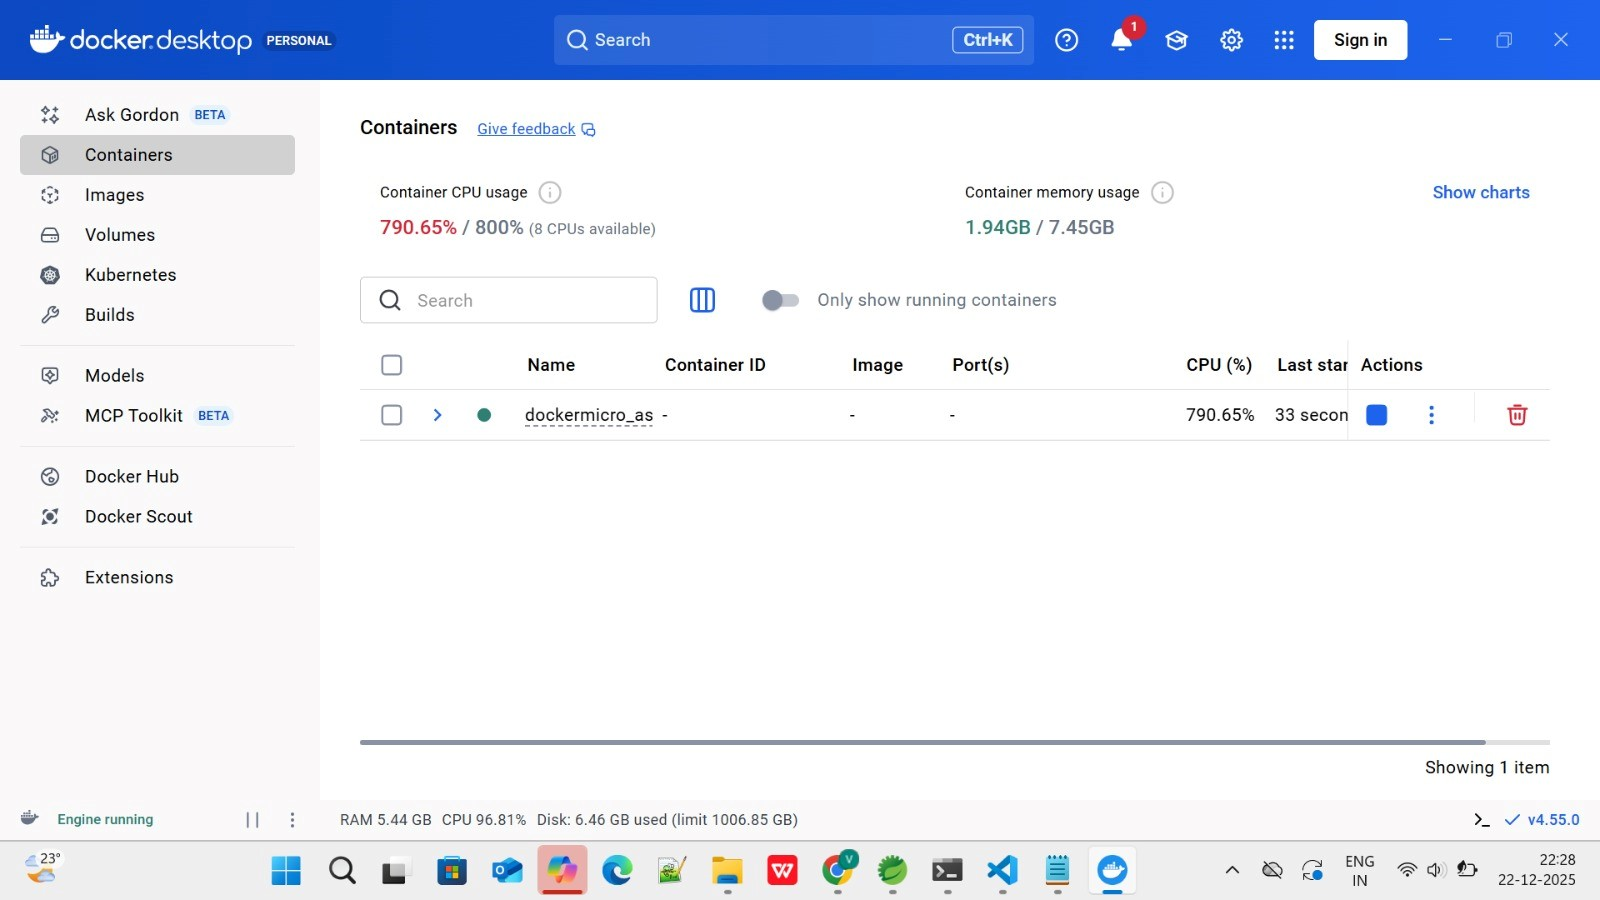 docker.desktop PERSONAL
Search Ctrl+K
1
Sign in
Ask Gordon BETA
Containers
Images
Volumes
Kubernetes
Builds
Models
MCP Toolkit BETA
Docker Hub
Docker Scout
Extensions
Containers Give feedback
Container CPU usage
790.65% / 800% (8 CPUs available)
Container memory usage
1.94GB / 7.45GB
Show charts
Search
Only show running containers
Name Container ID Image Port(s) CPU (%) Last star Actions
dockermicro_as - - - 790.65% 33 secon
Showing 1 item
Engine running
RAM 5.44 GB CPU 96.81% Disk: 6.46 GB used (limit 1006.85 GB)
v4.55.0
23°
V
ENG
IN
22:28
22-12-2025